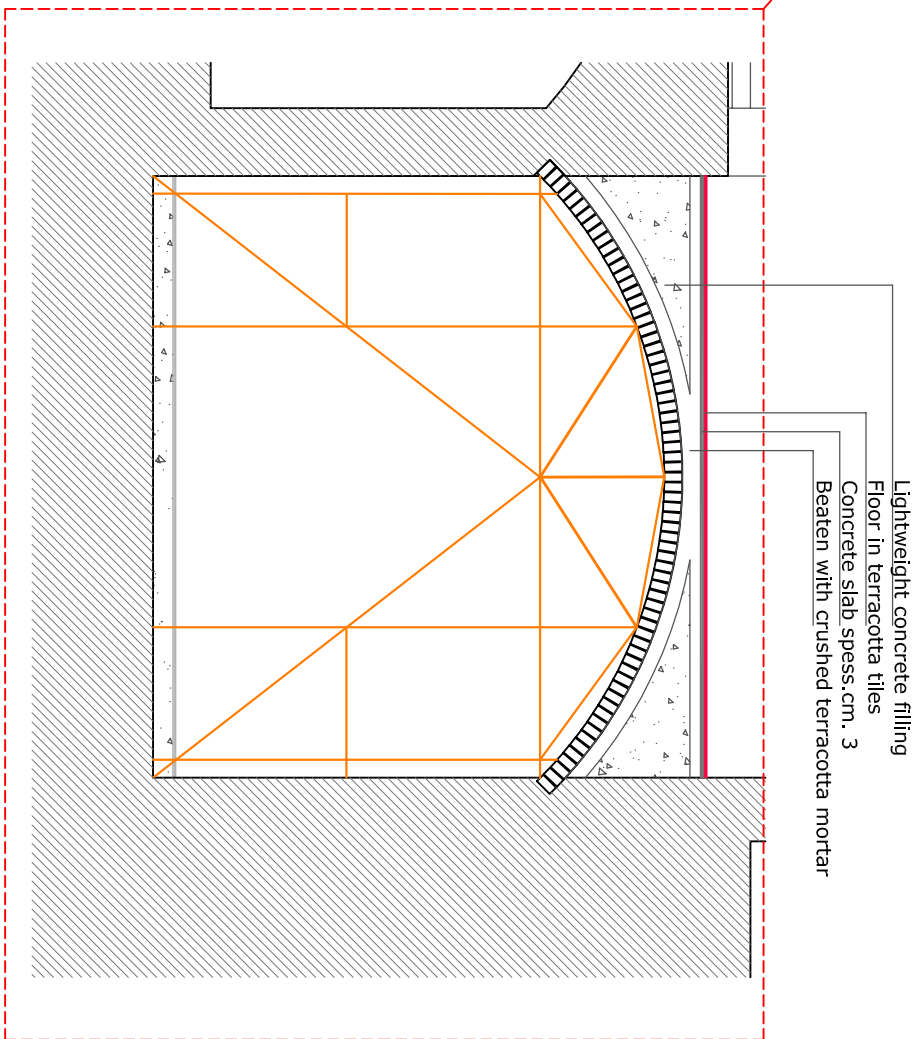 Lightweight concrete filling
Floor in terracotta tiles
Concrete slab spess.cm. 3
Beaten with crushed terracotta mortar